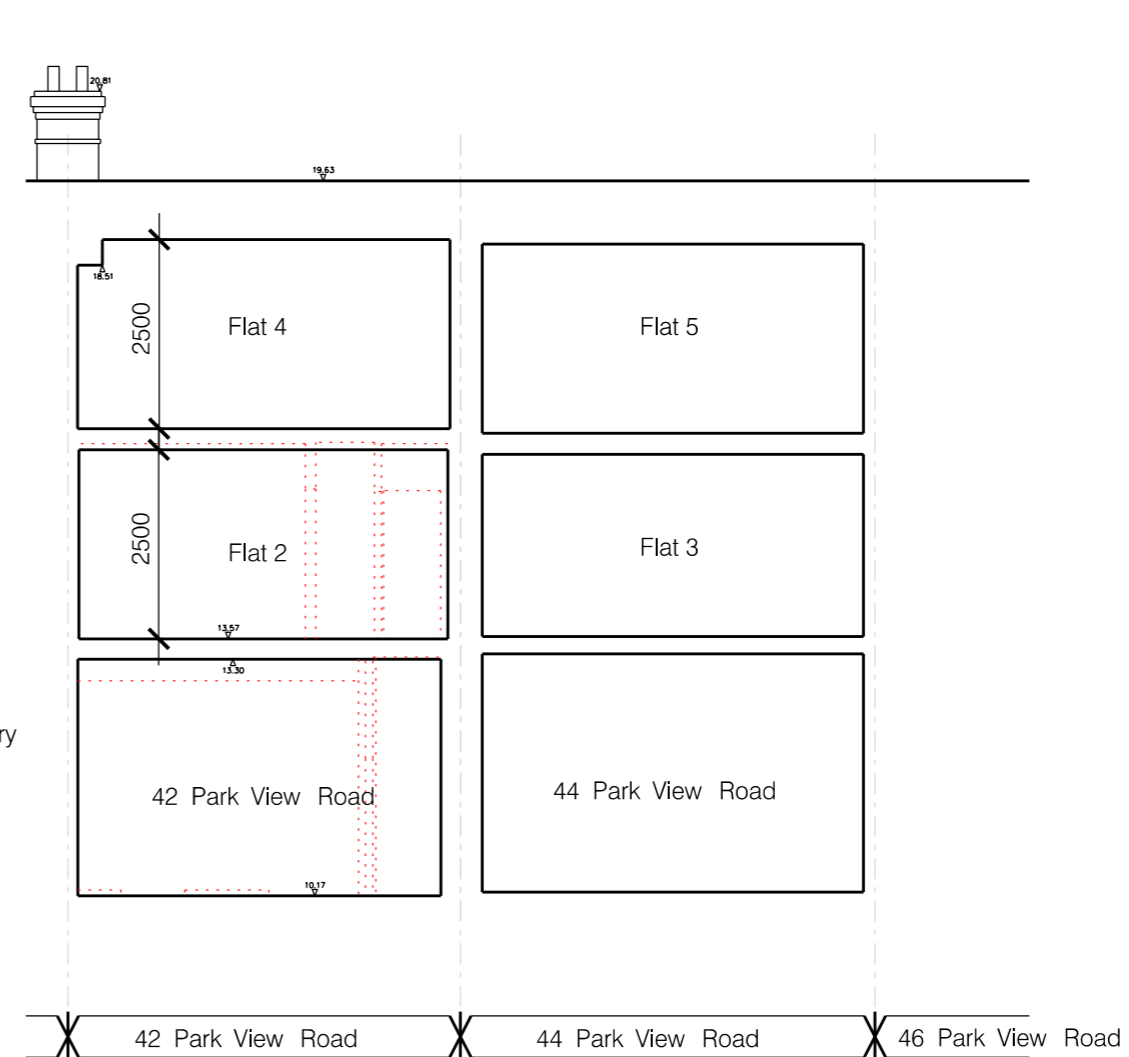 20.81
19.63
18.51
2500
Flat 4
Flat 5
2500
Flat 2
Flat 3
13.57
13.30
ry
42 Park View Road
44 Park View Road
10.17
42 Park View Road
44 Park View Road
46 Park View Road